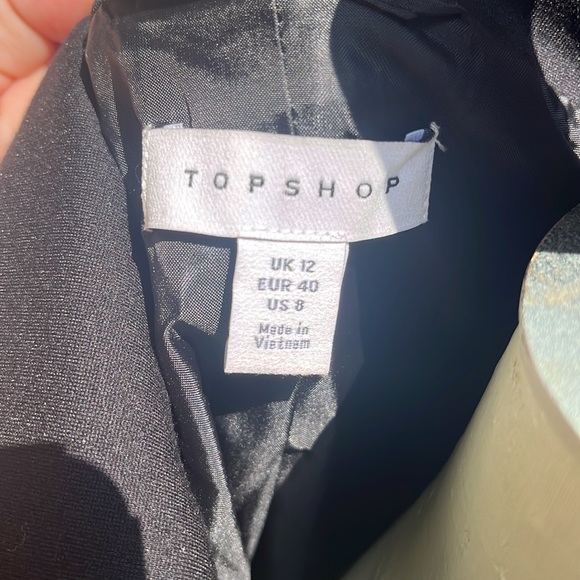 TOPSHOP
UK 12
EUR 40
US 8
Made in
Vietnam